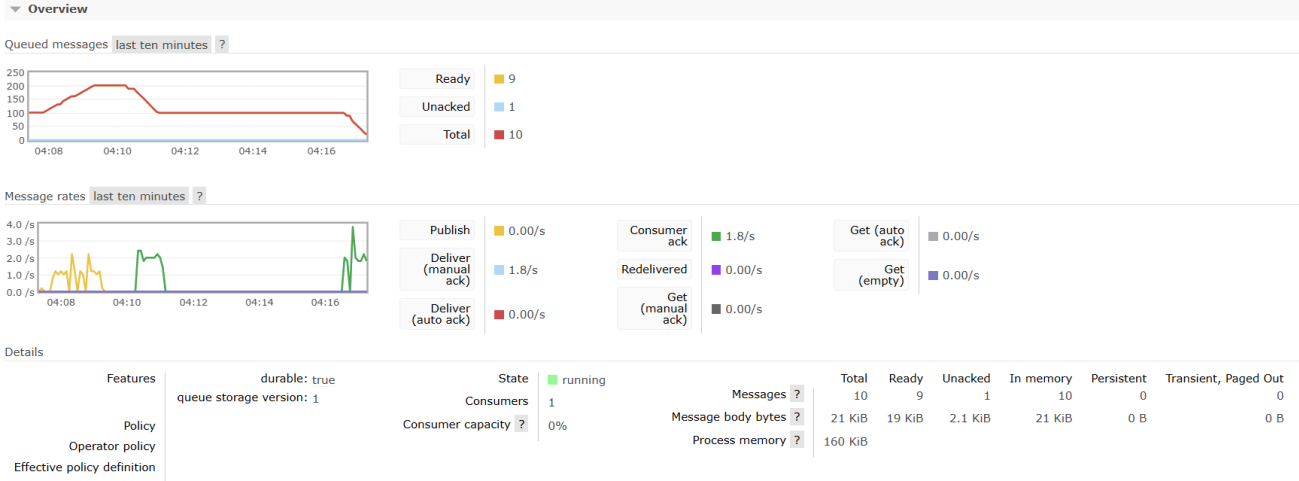 Overview
Queued messages last ten minutes ?
250
200
150
100
50
0
04:08 04:10 04:12 04:14 04:16
Ready 9
Unacked 1
Total 10
Message rates last ten minutes ?
4.0 /s
3.0 /s
2.0 /s
1.0 /s
0.0 /s
04:08 04:10 04:12 04:14 04:16
Publish 0.00/s
Deliver
(manual
ack)
1.8/s
Deliver
(auto ack)
0.00/s
Consumer
ack
1.8/s
Redelivered 0.00/s
Get
(manual
ack)
0.00/s
Get (auto
ack)
0.00/s
Get
(empty)
0.00/s
Details
Features durable: true
queue storage version: 1
Policy
Operator policy
Effective policy definition
State running
Consumers 1
Consumer capacity ? 0%
Total Ready Unacked In memory Persistent Transient, Paged Out
Messages ? 10 9 1 10 0 0
Message body bytes ? 21 KiB 19 KiB 2.1 KiB 21 KiB 0 B 0 B
Process memory ? 160 KiB